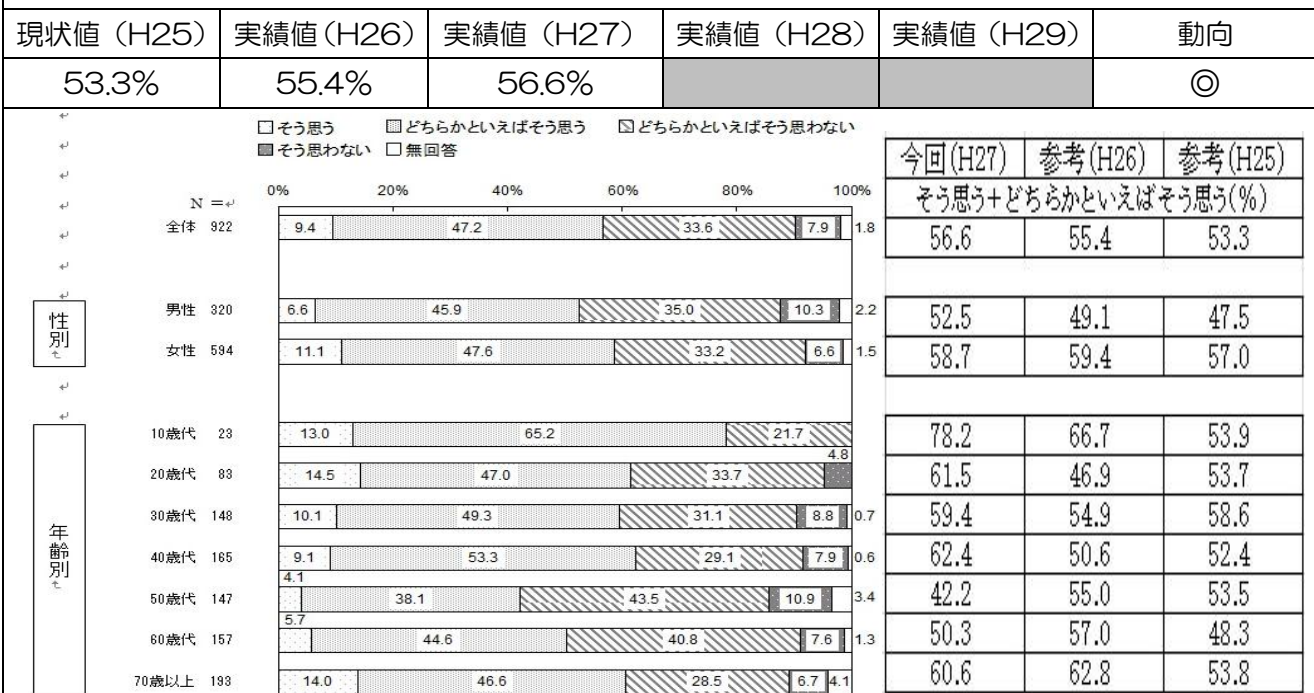 現状値（H25） 実績値（H26） 実績値（H27） 実績値（H28） 実績値（H29） 動向
53.3% 55.4% 56.6% ◎
□そう思う ▥どちらかといえばそう思う ▧どちらかといえばそう思わない
■そう思わない □無回答
今回(H27) 参考(H26) 参考(H25)
そう思う+どちらかといえばそう思う(%)
0% 20% 40% 60% 80% 100%
N =
全体 922 9.4 47.2 33.6 7.9 1.8 56.6 55.4 53.3
性別
男性 320 6.6 45.9 35.0 10.3 2.2 52.5 49.1 47.5
女性 594 11.1 47.6 33.2 6.6 1.5 58.7 59.4 57.0
年齢別
10歳代 23 13.0 65.2 21.7 78.2 66.7 53.9
20歳代 83 14.5 47.0 33.7 4.8 61.5 46.9 53.7
30歳代 148 10.1 49.3 31.1 8.8 0.7 59.4 54.9 58.6
40歳代 165 9.1 53.3 29.1 7.9 0.6 62.4 50.6 52.4
50歳代 147 4.1 38.1 43.5 10.9 3.4 42.2 55.0 53.5
60歳代 157 5.7 44.6 40.8 7.6 1.3 50.3 57.0 48.3
70歳以上 193 14.0 46.6 28.5 6.7 4.1 60.6 62.8 53.8